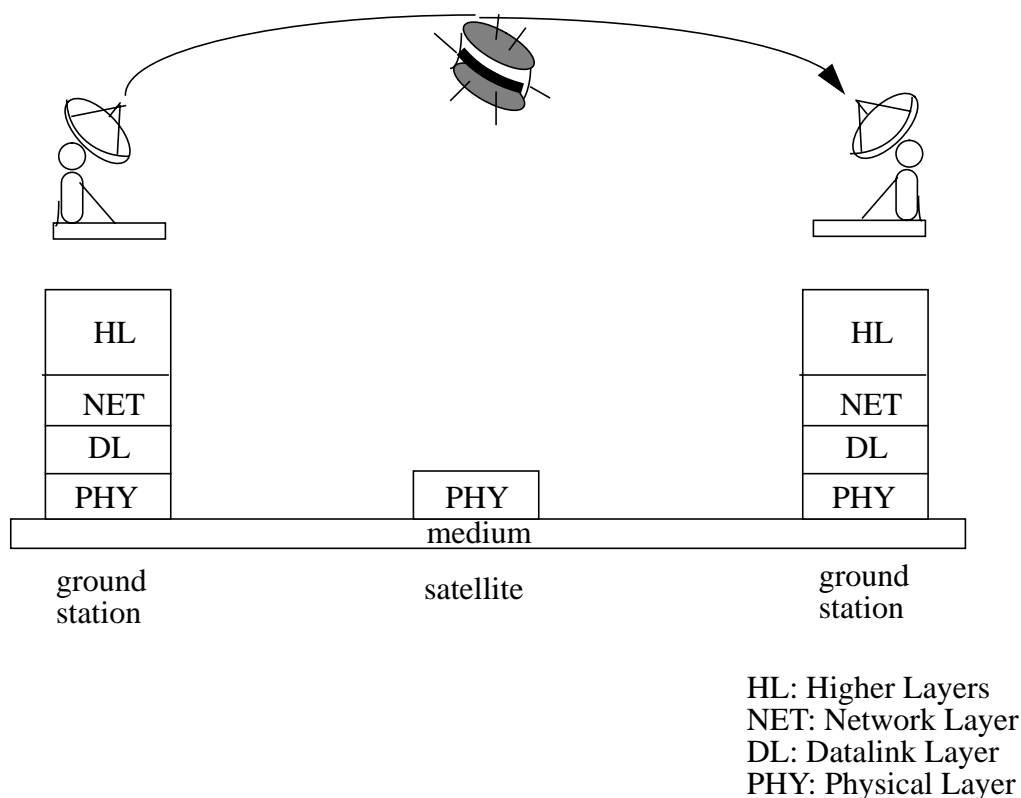 HL
HL
NET
NET
DL
DL
PHY
PHY
PHY
medium
ground
station
satellite
ground
station
HL: Higher Layers
NET: Network Layer
DL: Datalink Layer
PHY: Physical Layer